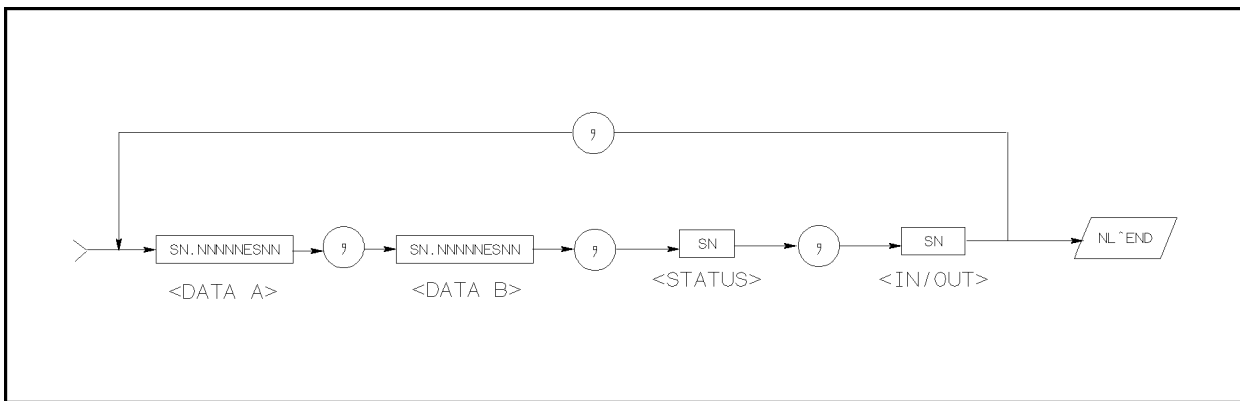 ,
SN.NNNNNESNN , SN.NNNNNESNN , SN , SN NL^END
<DATA A> <DATA B> <STATUS> <IN/OUT>